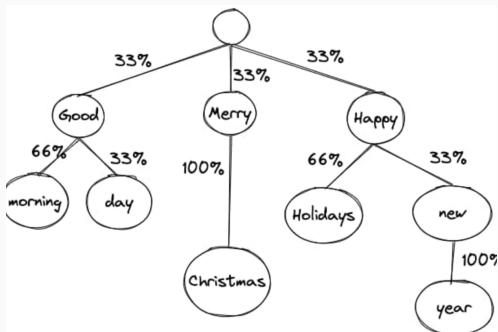 33%
33%
33%
Good
Merry
Happy
66%
33%
100%
66%
33%
morning
day
Holidays
new
Christmas
100%
year